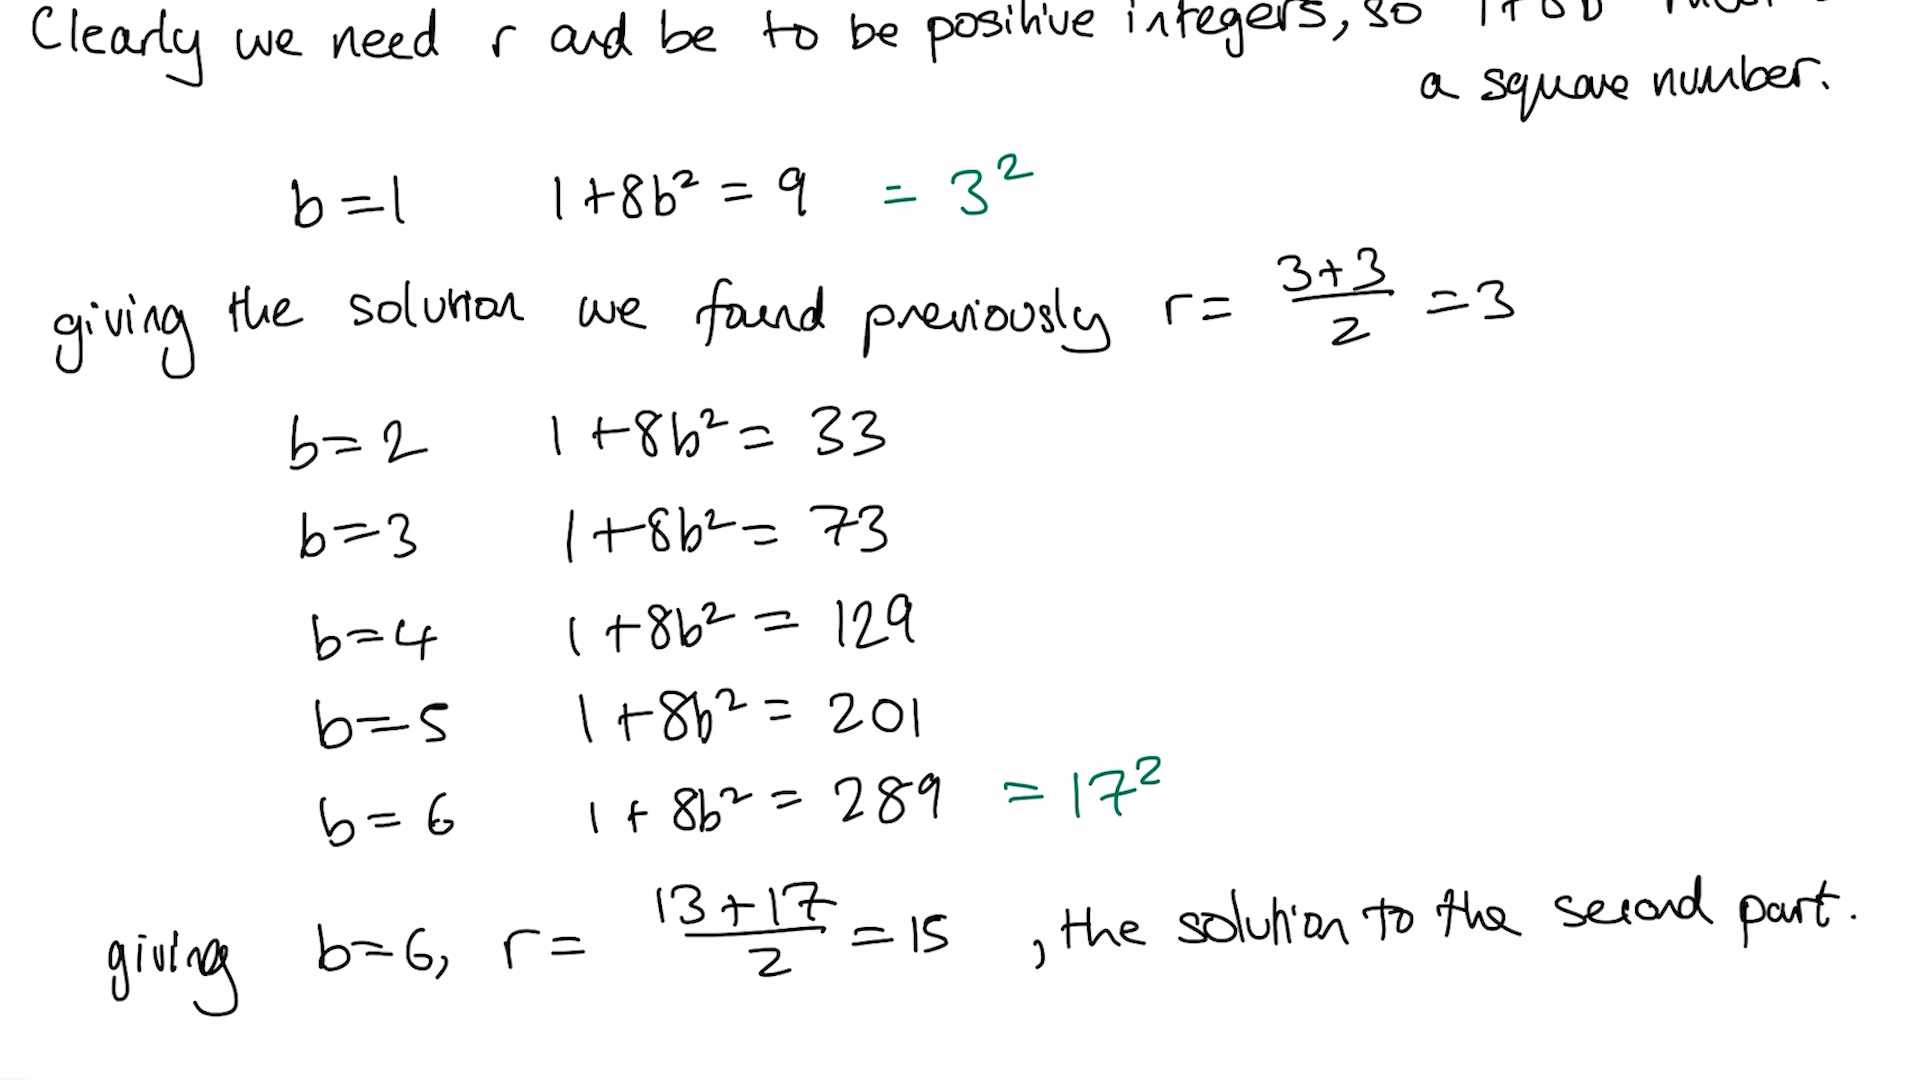 Clearly we need r and be to be positive integers, so 1+8b²
a square number.
b=1 1+8b² = 9 = 3²
giving the solution we found previously r = (3+3)/2 = 3
b=2 1+8b² = 33
b=3 1+8b² = 73
b=4 1+8b² = 129
b=5 1+8b² = 201
b=6 1+8b² = 289 = 17²
giving b=6, r = (13+17)/2 = 15 , the solution to the second part.